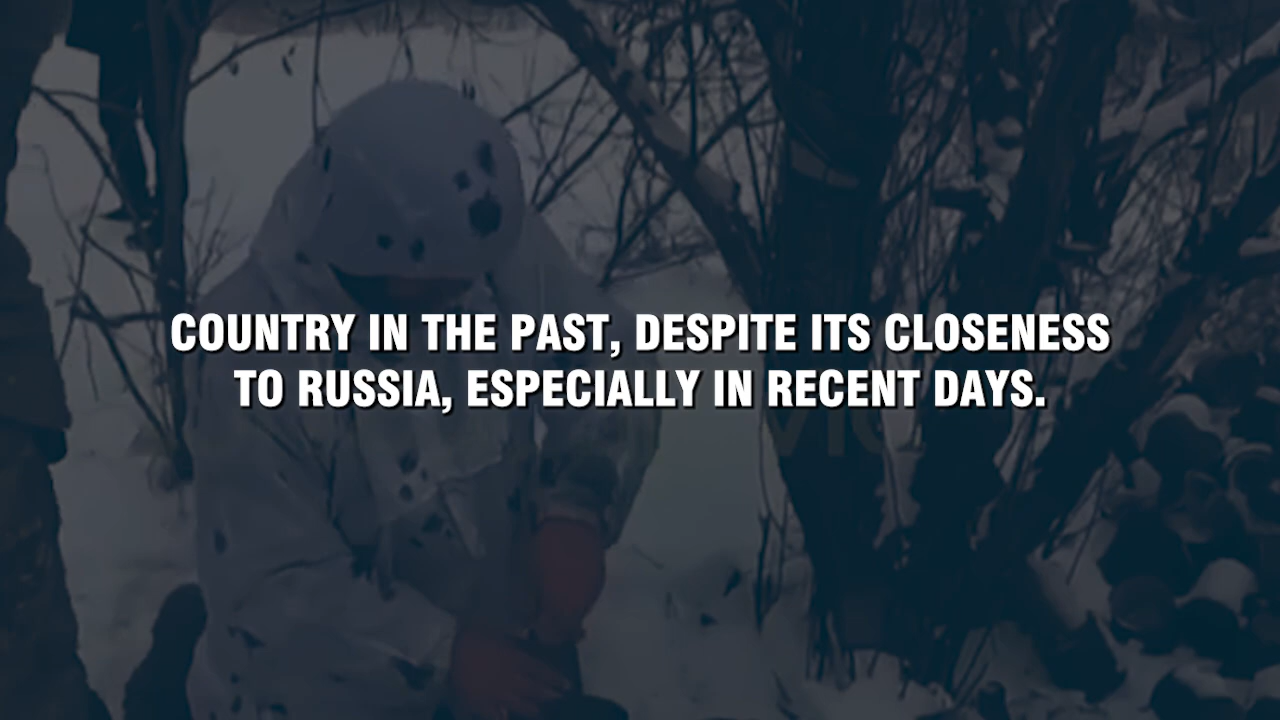 COUNTRY IN THE PAST, DESPITE ITS CLOSENESS
TO RUSSIA, ESPECIALLY IN RECENT DAYS.